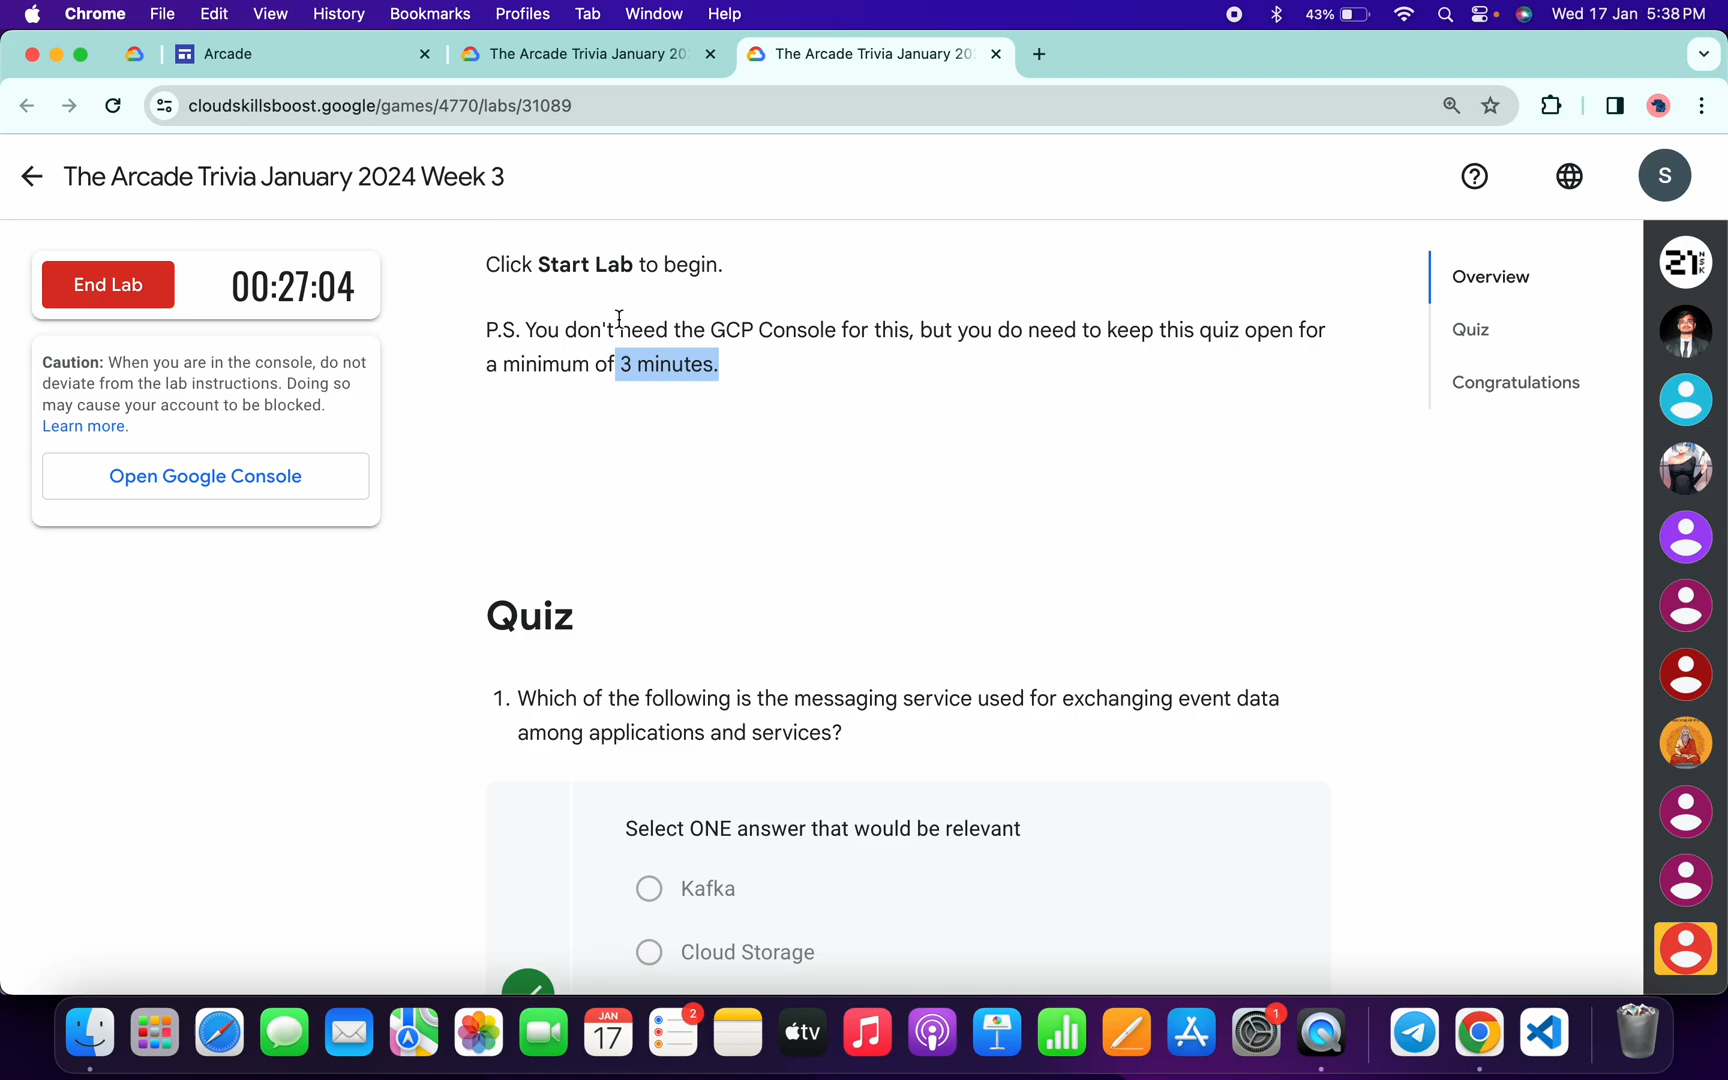 Chrome File Edit View History Bookmarks Profiles Tab Window Help 43% Wed 17 Jan 5:38 PM
Arcade The Arcade Trivia January 20 The Arcade Trivia January 20
cloudskillsboost.google/games/4770/labs/31089
The Arcade Trivia January 2024 Week 3
S
End Lab 00:27:04
Caution: When you are in the console, do not
deviate from the lab instructions. Doing so
may cause your account to be blocked.
Learn more.
Open Google Console
Click Start Lab to begin.
P.S. You don't need the GCP Console for this, but you do need to keep this quiz open for
a minimum of 3 minutes.
Quiz
1. Which of the following is the messaging service used for exchanging event data
among applications and services?
Select ONE answer that would be relevant
Kafka
Cloud Storage
Overview
Quiz
Congratulations
21
NSK
JAN
17
2
tv
1